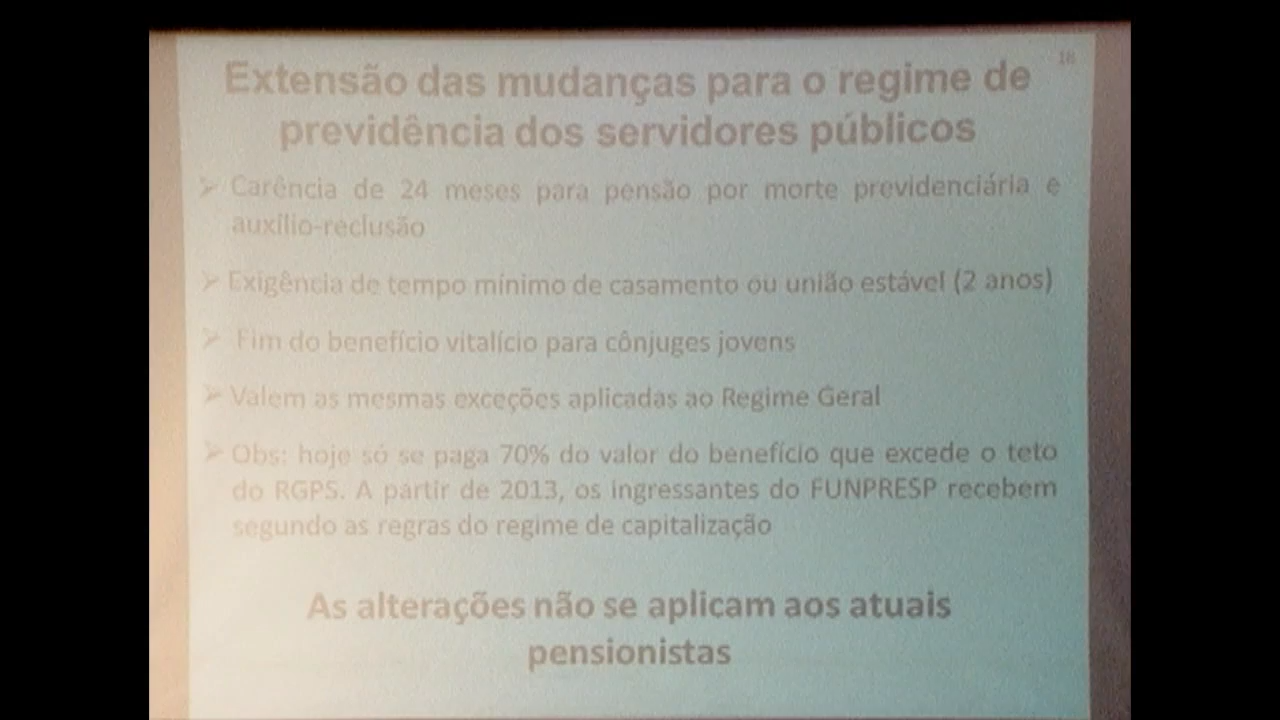 18
Extensão das mudanças para o regime de
previdência dos servidores públicos
➢ Carência de 24 meses para pensão por morte previdenciária e
auxílio-reclusão
➢ Exigência de tempo mínimo de casamento ou união estável (2 anos)
➢ Fim do benefício vitalício para cônjuges jovens
➢ Valem as mesmas exceções aplicadas ao Regime Geral
➢ Obs: hoje só se paga 70% do valor do benefício que excede o teto
do RGPS. A partir de 2013, os ingressantes do FUNPRESP recebem
segundo as regras do regime de capitalização
As alterações não se aplicam aos atuais
pensionistas